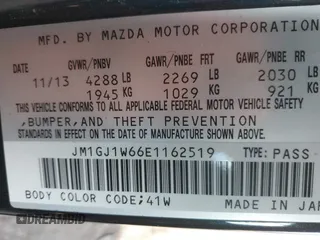 MFD. BY MAZDA MOTOR CORPORATION
GVWR/PNBV GAWR/PNBE FRT GAWR/PNBE RR
11/13 4288 LB 2269 LB 2030 LB
1945 KG 1029 KG 921 KG
THIS VEHICLE CONFORMS TO ALL APPLICABLE
FEDERAL MOTOR VEHICLE SAFETY
,BUMPER,AND THEFT PREVENTION
STANDARDS IN EFFECT ON THE DATE OF
MANUFACTURE SHOWN ABOVE.
JM1GJ1W66E1162519 TYPE:PASS
BODY COLOR CODE;41W MADE IN JAP
DREAMBID